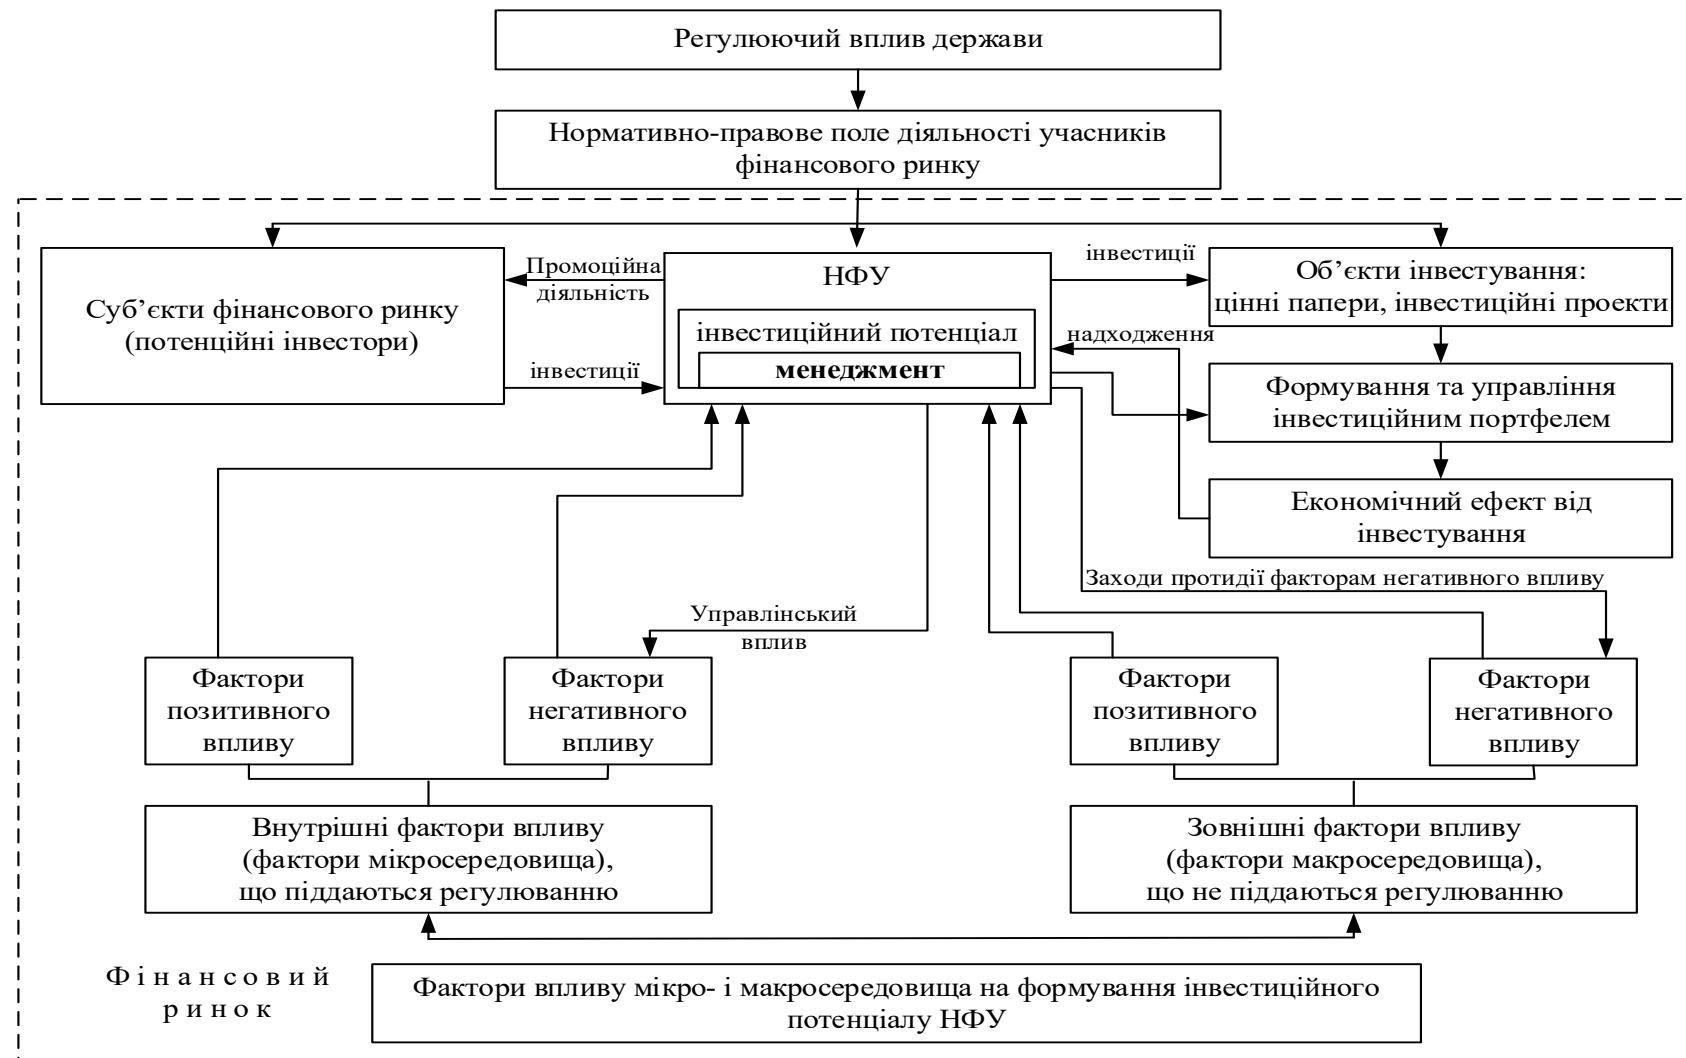 Регулюючий вплив держави
Нормативно-правове поле діяльності учасників
фінансового ринку
Суб’єкти фінансового ринку
(потенційні інвестори)
Промоційна
діяльність
інвестиції
НФУ
інвестиційний потенціал
менеджмент
інвестиції
надходження
Об’єкти інвестування:
цінні папери, інвестиційні проекти
Формування та управління
інвестиційним портфелем
Економічний ефект від
інвестування
Заходи протидії факторам негативного впливу
Управлінський
вплив
Фактори
позитивного
впливу
Фактори
негативного
впливу
Фактори
позитивного
впливу
Фактори
негативного
впливу
Внутрішні фактори впливу
(фактори мікросередовища),
що піддаються регулюванню
Зовнішні фактори впливу
(фактори макросередовища),
що не піддаються регулюванню
Фінансовий
ринок
Фактори впливу мікро- і макросередовища на формування інвестиційного
потенціалу НФУ